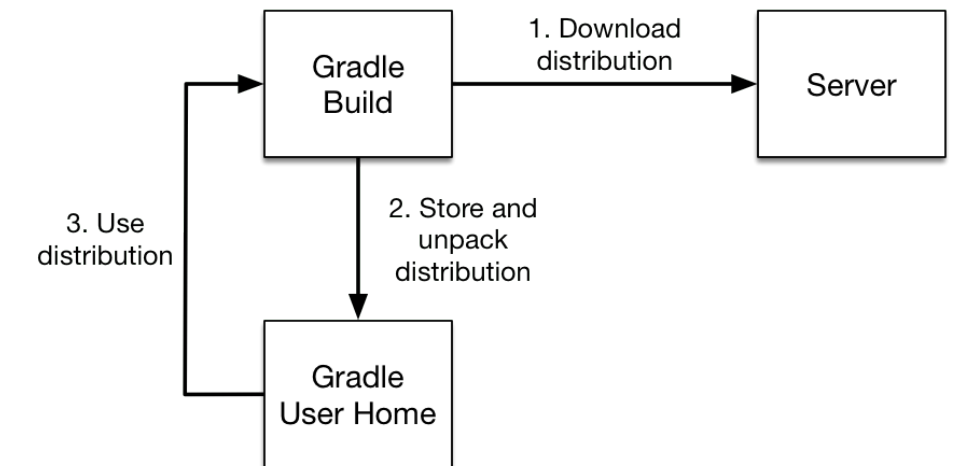 1. Download
distribution
Gradle
Build
Server
2. Store and
unpack
distribution
3. Use
distribution
Gradle
User Home